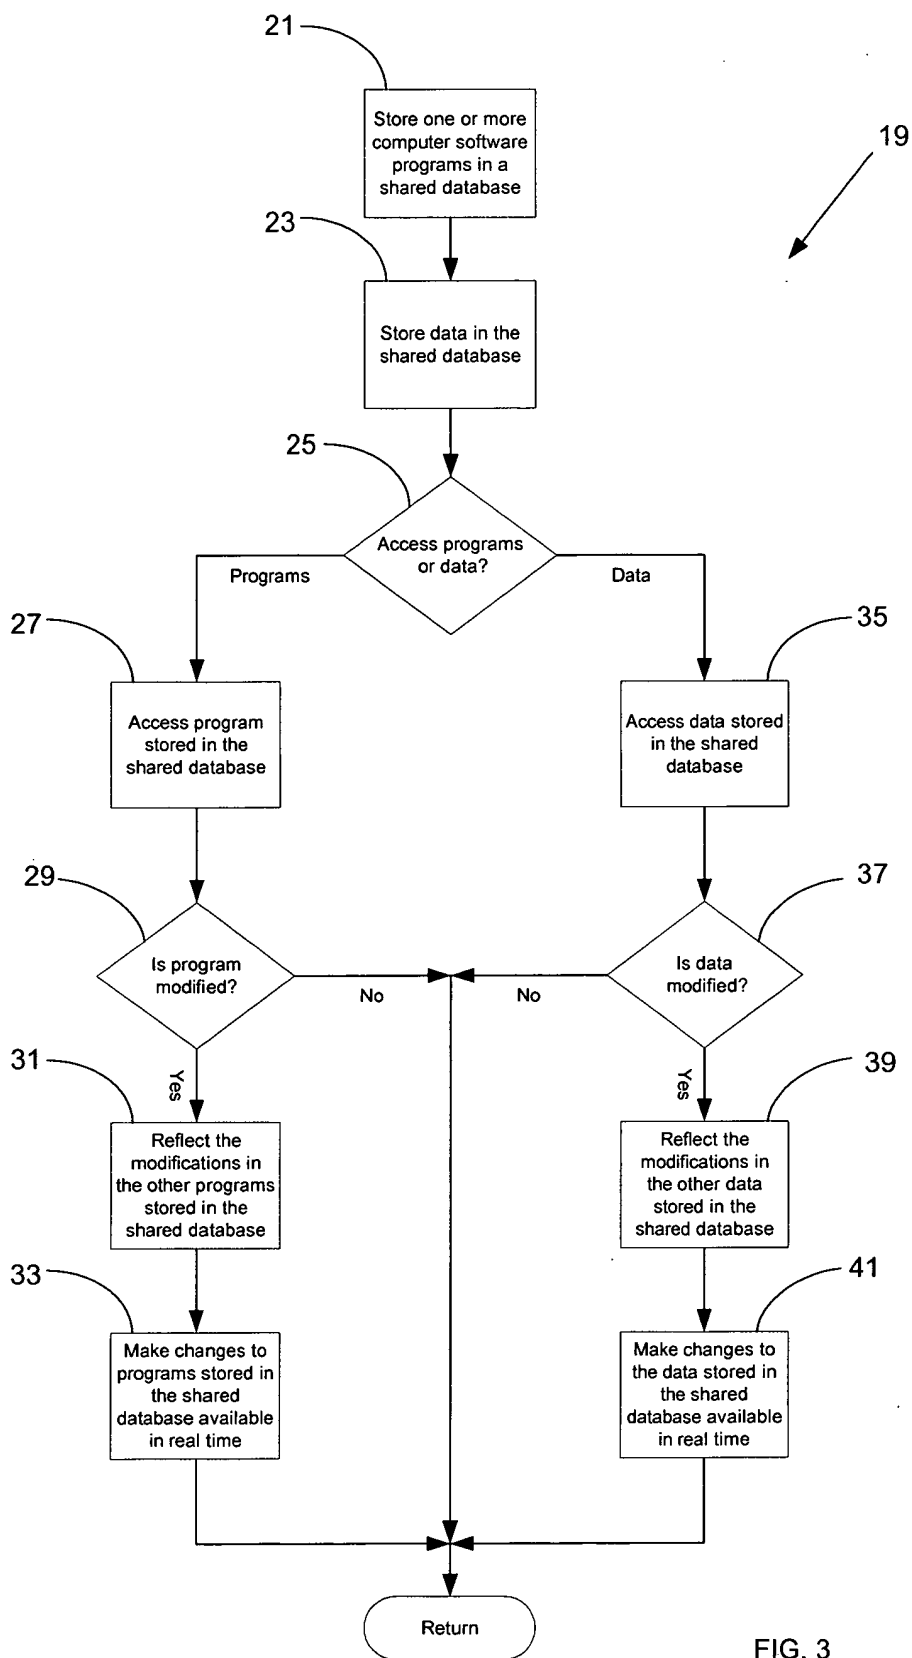 21
Store one or more
computer software
programs in a
shared database
19
23
Store data in the
shared database
25
Access programs
or data?
Programs
Data
27
35
Access program
stored in the
shared database
Access data stored
in the shared
database
29
37
Is program
modified?
Is data
modified?
No
No
31
39
Yes
Yes
Reflect the
modifications in
the other programs
stored in the
shared database
Reflect the
modifications in
the other data
stored in the
shared database
33
41
Make changes to
programs stored in
the shared
database available
in real time
Make changes to
the data stored in
the shared
database available
in real time
Return
FIG. 3